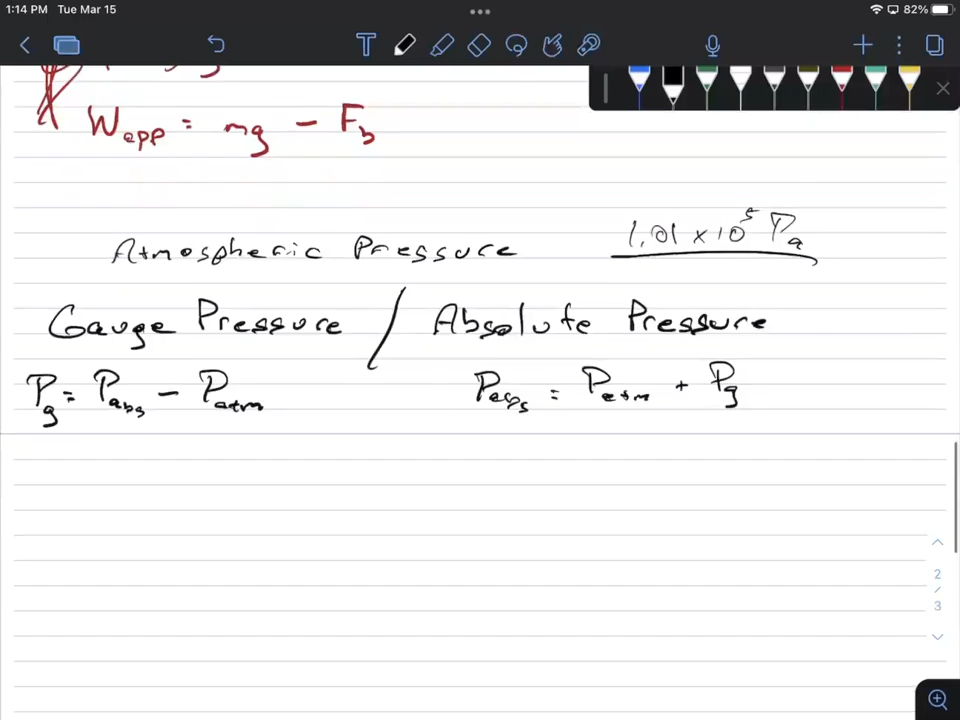 1:14 PM Tue Mar 15
82%
W_app = mg - F_b
Atmospheric Pressure 1.01 x 10^5 Pa
Gauge Pressure / Absolute Pressure
P_g = P_abs - P_atm P_abs = P_atm + P_g
2
/
3